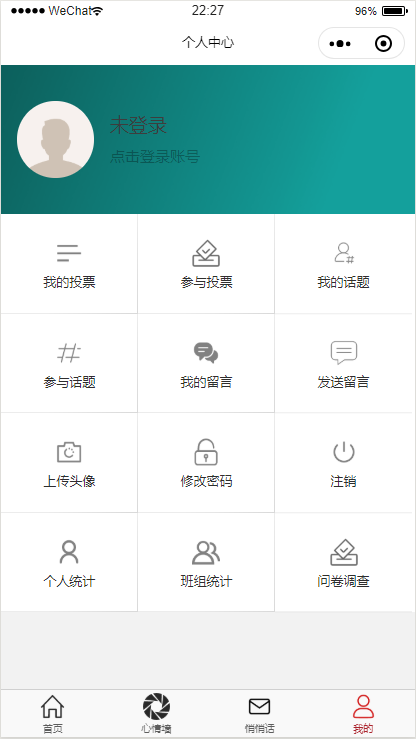 WeChat 22:27 96%
个人中心
未登录
点击登录账号
我的投票 参与投票 我的话题
参与话题 我的留言 发送留言
上传头像 修改密码 注销
个人统计 班组统计 问卷调查
首页 心情墙 悄悄话 我的